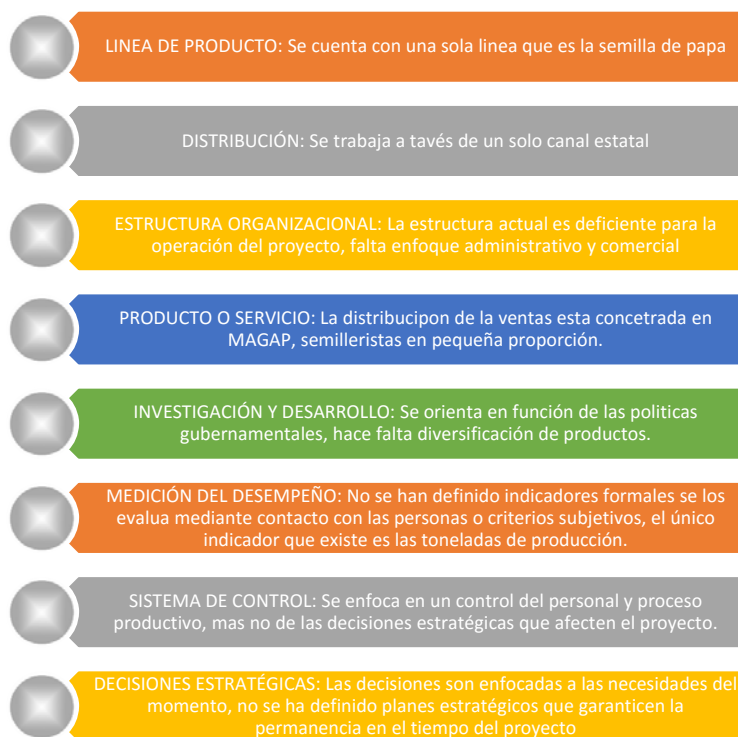 LINEA DE PRODUCTO: Se cuenta con una sola linea que es la semilla de papa
DISTRIBUCIÓN: Se trabaja a tavés de un solo canal estatal
ESTRUCTURA ORGANIZACIONAL: La estructura actual es deficiente para la
operación del proyecto, falta enfoque administrativo y comercial
PRODUCTO O SERVICIO: La distribucipon de la ventas esta concetrada en
MAGAP, semilleristas en pequeña proporción.
INVESTIGACIÓN Y DESARROLLO: Se orienta en función de las politicas
gubernamentales, hace falta diversificación de productos.
MEDICIÓN DEL DESEMPEÑO: No se han definido indicadores formales se los
evalua mediante contacto con las personas o criterios subjetivos, el único
indicador que existe es las toneladas de producción.
SISTEMA DE CONTROL: Se enfoca en un control del personal y proceso
productivo, mas no de las decisiones estratégicas que afecten el proyecto.
DECISIONES ESTRATÉGICAS: Las decisiones son enfocadas a las necesidades del
momento, no se ha definido planes estratégicos que garanticen la
permanencia en el tiempo del proyecto